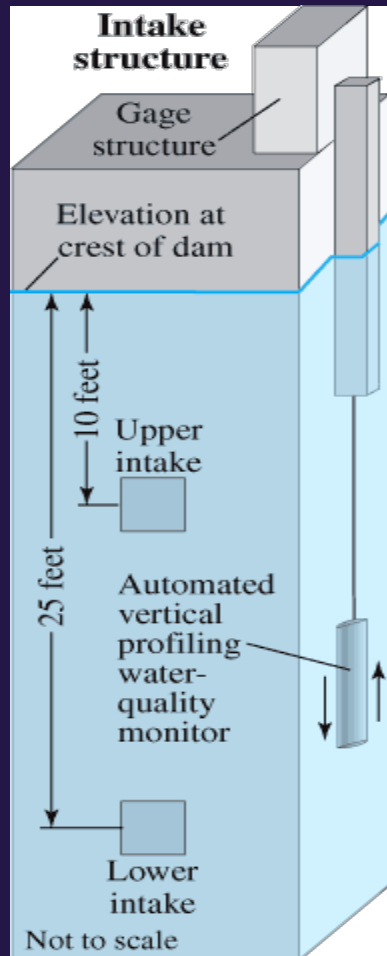 Intake
structure
Gage
structure
Elevation at
crest of dam
10 feet
Upper
intake
25 feet
Automated
vertical
profiling
water-
quality
monitor
Lower
intake
Not to scale